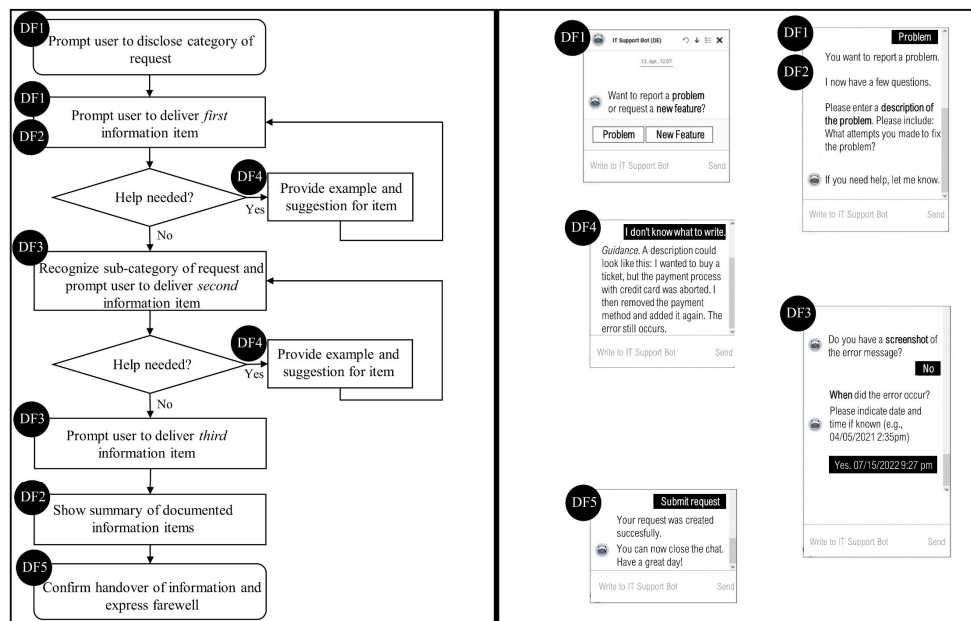 DF1
Prompt user to disclose category of
request
DF1
DF2
Prompt user to deliver first
information item
Help needed?
DF4
Yes
Provide example and
suggestion for item
No
DF3
Recognize sub-category of request and
prompt user to deliver second
information item
Help needed?
DF4
Yes
Provide example and
suggestion for item
No
DF3
Prompt user to deliver third
information item
DF2
Show summary of documented
information items
DF5
Confirm handover of information and
express farewell
DF1
IT Support Bot (DE)
13. Apr., 12:07
Want to report a problem
or request a new feature?
Problem
New Feature
Write to IT Support Bot
Send
DF1
DF2
Problem
You want to report a problem.
I now have a few questions.
Please enter a description of
the problem. Please include:
What attempts you made to fix
the problem?
If you need help, let me know.
Write to IT Support Bot
Send
DF4
I don't know what to write.
Guidance. A description could
look like this: I wanted to buy a
ticket, but the payment process
with credit card was aborted. I
then removed the payment
method and added it again. The
error still occurs.
Write to IT Support Bot
Send
DF3
Do you have a screenshot of
the error message?
No
When did the error occur?
Please indicate date and
time if known (e.g.,
04/05/2021 2:35pm)
Yes. 07/15/2022 9:27 pm
Write to IT Support Bot
Send
DF5
Submit request
Your request was created
succesfully.
You can now close the chat.
Have a great day!
Write to IT Support Bot
Send